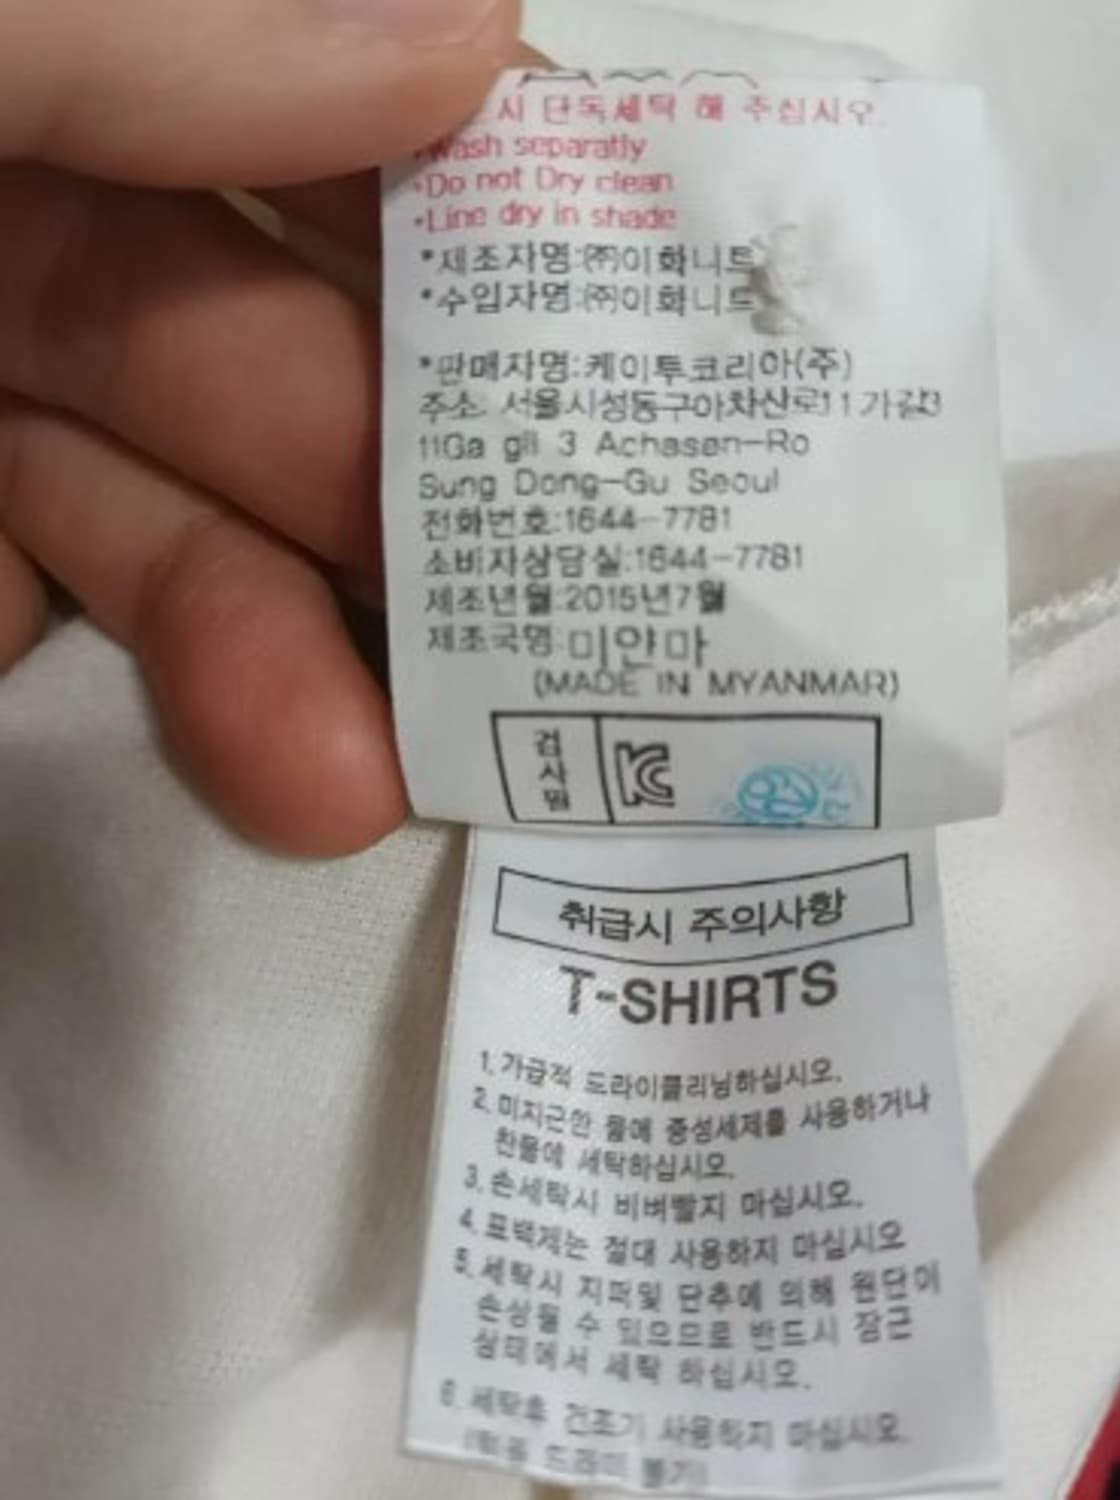 시 단독세탁 해 주십시오.
Wash separatly
•Do not Dry clean
•Line dry in shade
*제조자명:㈜이화니트
*수입자명:㈜이화니트
*판매자명:케이투코리아(주)
주소 서울시성동구아차산로11가길3
11Ga gil 3 Achasan-Ro
Sung Dong-Gu Seoul
전화번호:1644-7781
소비자상담실:1644-7781
제조년월:2015년7월
제조국명:미얀마
(MADE IN MYANMAR)
검사필 KC
취급시 주의사항
T-SHIRTS
1. 가급적 드라이클리닝하십시오.
2. 미지근한 물에 중성세제를 사용하거나
찬물에 세탁하십시오.
3. 손세탁시 비벼빨지 마십시오.
4. 표백제는 절대 사용하지 마십시오
5. 세탁시 지퍼및 단추에 의해 원단이
손상될 수 있으므로 반드시 잠근
상태에서 세탁 하십시오.
6. 세탁후 건조기 사용하지 마십시오.